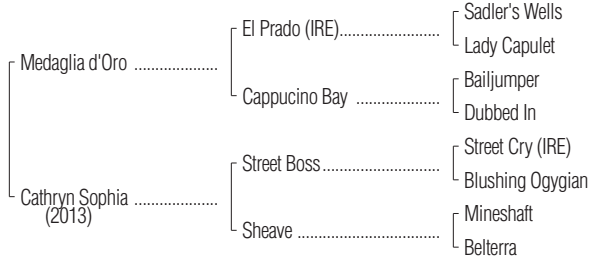 Sadler's Wells
El Prado (IRE)........................
Lady Capulet
Medaglia d'Oro ....................
Bailjumper
Cappucino Bay ....................
Dubbed In
Street Cry (IRE)
Street Boss............................
Blushing Ogygian
Cathryn Sophia ....................
(2013)
Mineshaft
Sheave ..................................
Belterra